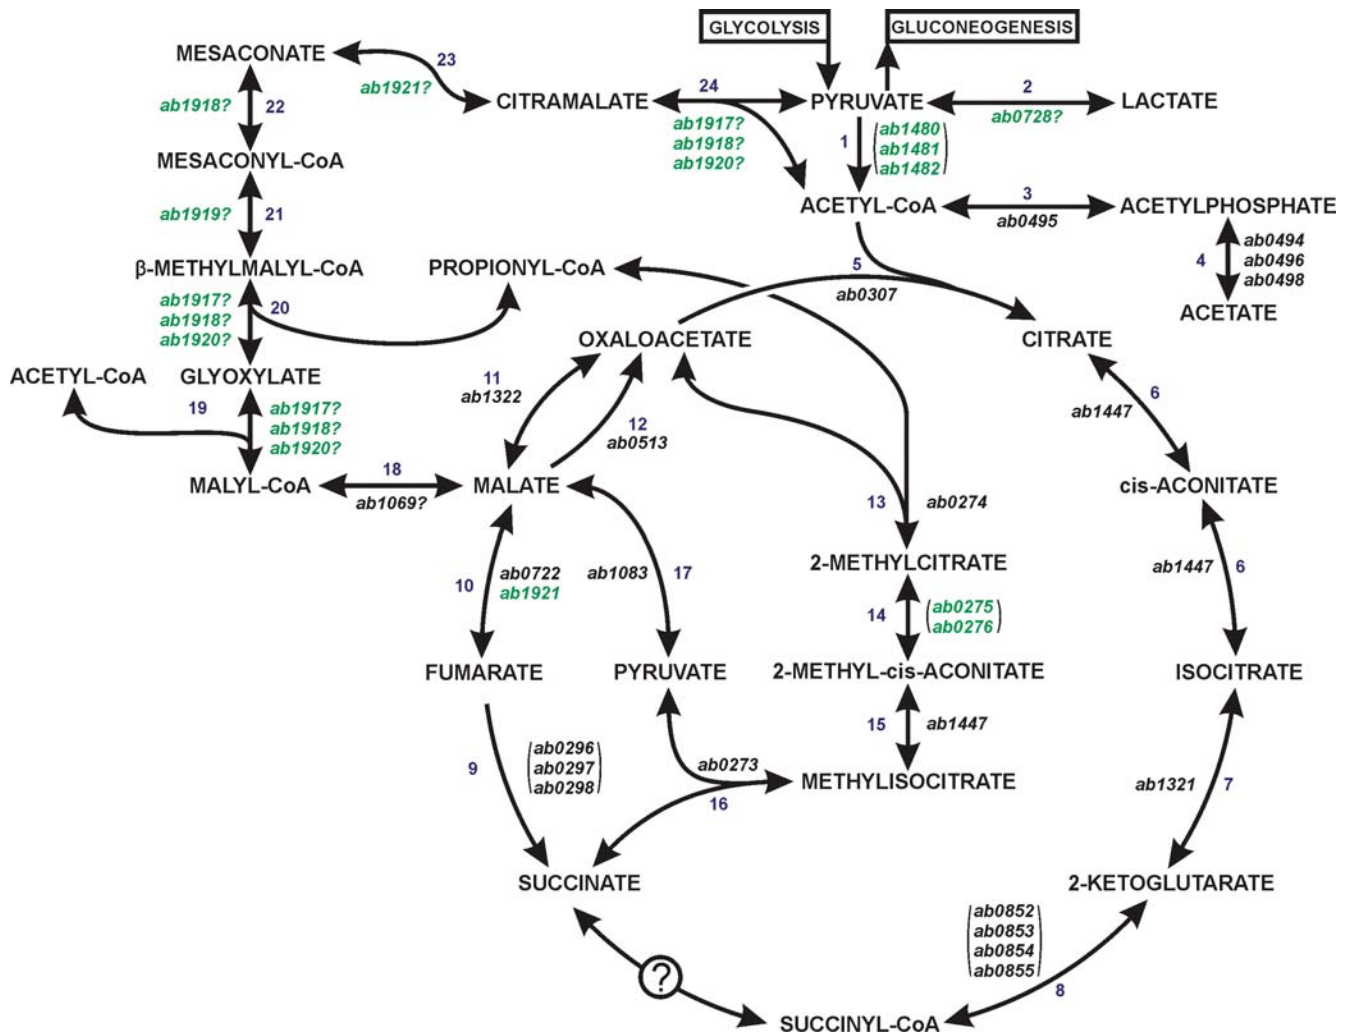 GLYCOLYSIS
GLUCONEOGENESIS
MESACONATE
23
ab1921?
CITRAMALATE
24
ab1917?
ab1918?
ab1920?
PYRUVATE
2
ab0728?
LACTATE
ab1918?
22
1
ab1480
ab1481
ab1482
MESACONYL-CoA
ACETYL-CoA
3
ab0495
ACETYLPHOSPHATE
ab1919?
21
4
ab0494
ab0496
ab0498
ACETATE
β-METHYLMALYL-CoA
PROPIONYL-CoA
5
ab0307
ab1917?
ab1918?
ab1920?
20
OXALOACETATE
CITRATE
ACETYL-CoA
GLYOXYLATE
19
ab1917?
ab1918?
ab1920?
11
ab1322
12
ab0513
6
ab1447
MALYL-CoA
18
ab1069?
MALATE
13
ab0274
cis-ACONITATE
10
ab0722
ab1921
ab1083
17
2-METHYLCITRATE
ab1447
6
14
ab0275
ab0276
FUMARATE
PYRUVATE
2-METHYL-cis-ACONITATE
ISOCITRATE
15
ab1447
9
ab0296
ab0297
ab0298
ab0273
16
METHYLISOCITRATE
ab1321
7
SUCCINATE
2-KETOGLUTARATE
ab0852
ab0853
ab0854
ab0855
8
?
SUCCINYL-CoA